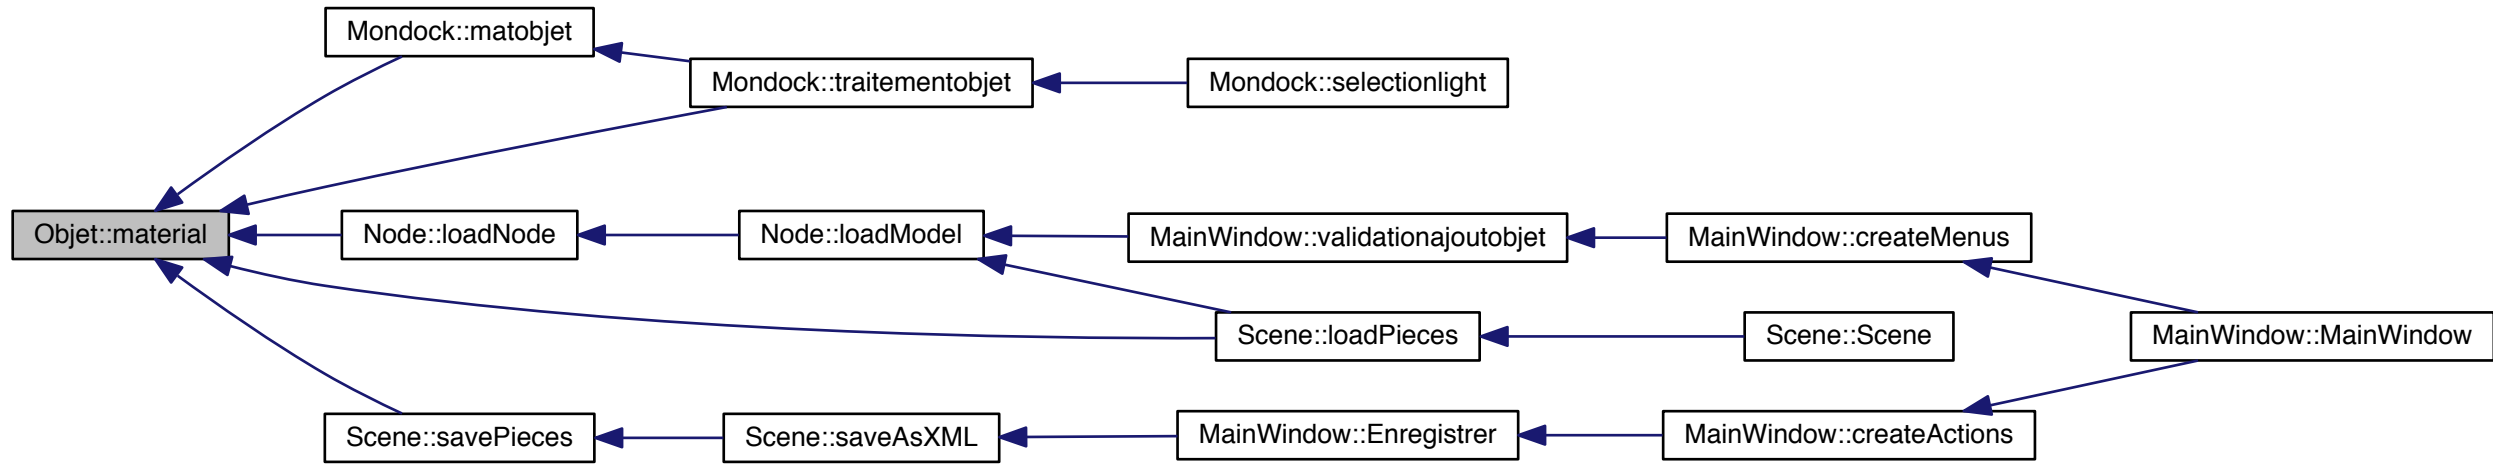 Mondock::matobjet
Mondock::traitementobjet
Mondock::selectionlight
Objet::material
Node::loadNode
Node::loadModel
MainWindow::validationajoutobjet
MainWindow::createMenus
Scene::loadPieces
Scene::Scene
MainWindow::MainWindow
Scene::savePieces
Scene::saveAsXML
MainWindow::Enregistrer
MainWindow::createActions